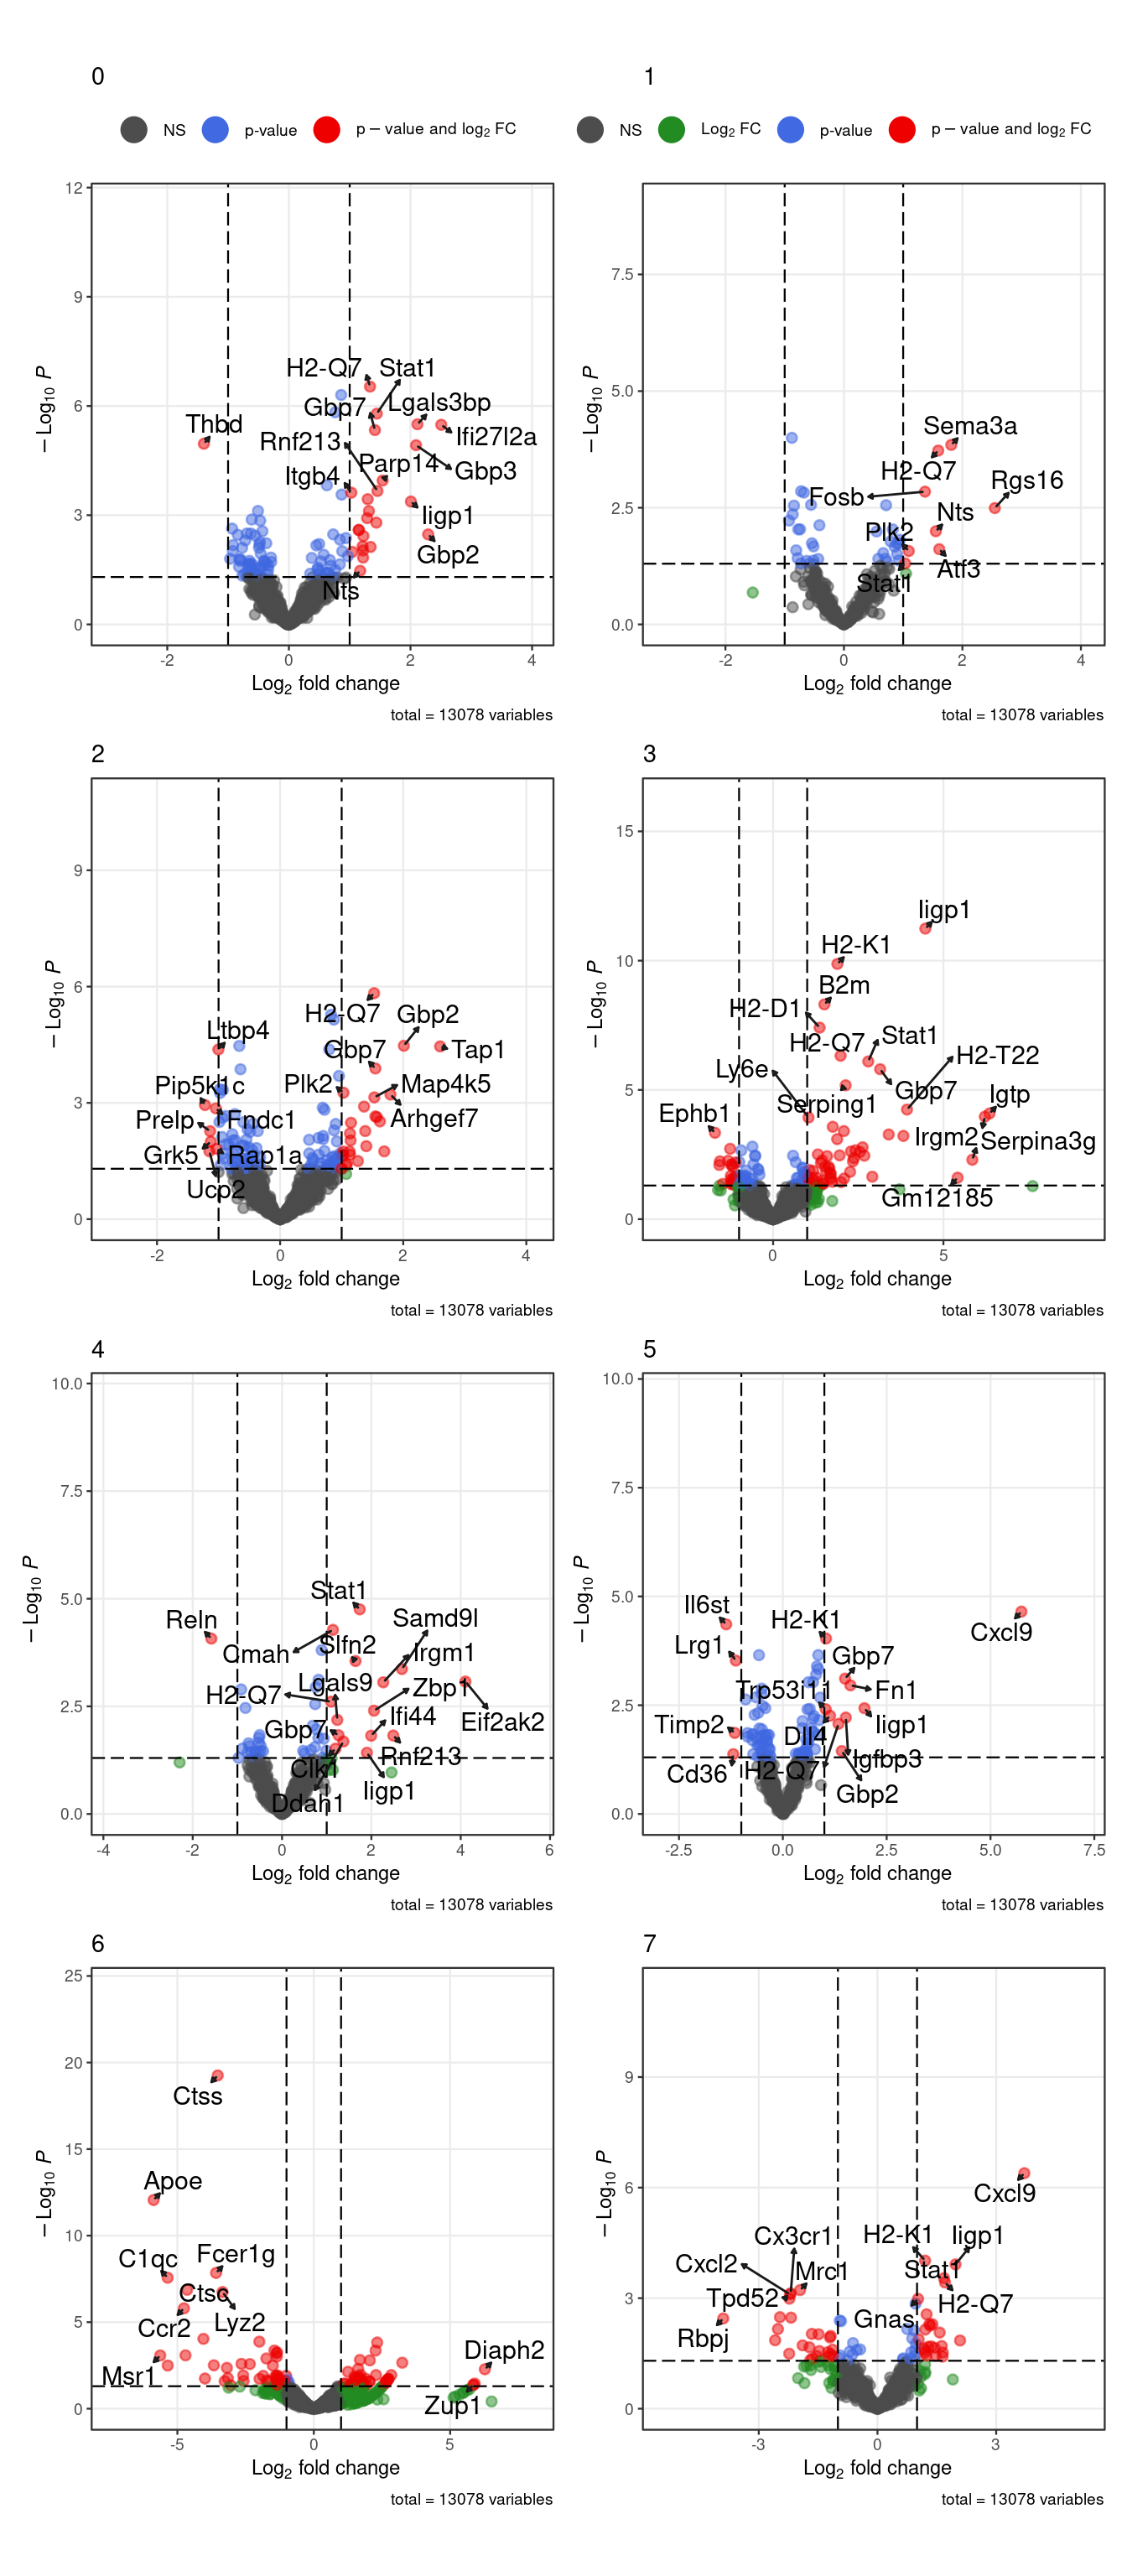 0
1
NS p-value p − value and log2 FC
NS Log2 FC p-value p − value and log2 FC
12
9
6
3
0
− Log10 P
H2-Q7
Stat1
Gbp7
Lgals3bp
Thbd
Rnf213
Ifi27l2a
Parp14
Gbp3
Itgb4
Iigp1
Gbp2
Nts
-2 0 2 4
Log2 fold change
total = 13078 variables
7.5
5.0
2.5
0.0
− Log10 P
Sema3a
H2-Q7
Rgs16
Fosb
Nts
Plk2
Atf3
Stat1
-2 0 2 4
Log2 fold change
total = 13078 variables
2
3
9
6
3
0
− Log10 P
H2-Q7
Gbp2
Ltbp4
Gbp7
Tap1
Pip5k1c
Plk2
Map4k5
Prelp
Fndc1
Arhgef7
Grk5
Rap1a
Ucp2
-2 0 2 4
Log2 fold change
total = 13078 variables
15
10
5
0
− Log10 P
Iigp1
H2-K1
B2m
H2-D1
H2-Q7
Stat1
H2-T22
Ly6e
Gbp7
Igtp
Ephb1
Serping1
Irgm2
Serpina3g
Gm12185
0 5
Log2 fold change
total = 13078 variables
4
5
10.0
7.5
5.0
2.5
0.0
− Log10 P
Stat1
Reln
Samd9l
Cmah
Slfn2
Irgm1
H2-Q7
Lgals9
Zbp1
Gbp7
Ifi44
Eif2ak2
Clk1
Rnf213
Ddah1
Iigp1
-4 -2 0 2 4 6
Log2 fold change
total = 13078 variables
10.0
7.5
5.0
2.5
0.0
− Log10 P
Il6st
H2-K1
Cxcl9
Lrg1
Gbp7
Trp53i11
Fn1
Timp2
Dll4
Iigp1
Cd36
H2-Q7
Igfbp3
Gbp2
-2.5 0.0 2.5 5.0 7.5
Log2 fold change
total = 13078 variables
6
7
25
20
15
10
5
0
− Log10 P
Ctss
Apoe
C1qc
Fcer1g
Ctsc
Ccr2
Lyz2
Msr1
Diaph2
Zup1
-5 0 5
Log2 fold change
total = 13078 variables
9
6
3
0
− Log10 P
Cxcl9
Cx3cr1
H2-K1
Iigp1
Cxcl2
Mrc1
Stat1
Tpd52
H2-Q7
Gnas
Rbpj
-3 0 3
Log2 fold change
total = 13078 variables